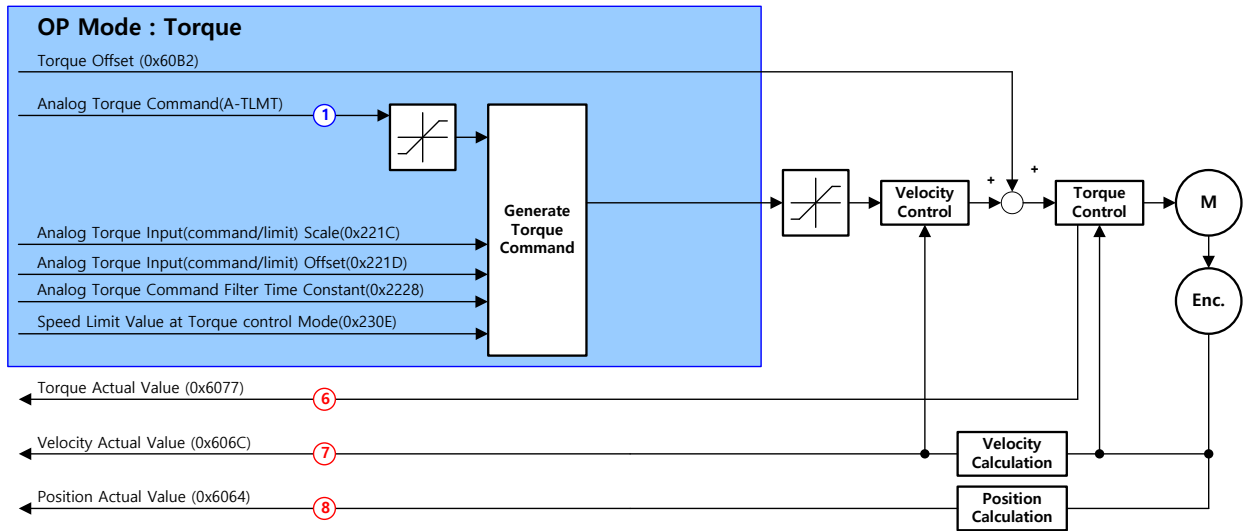 OP Mode : Torque
Torque Offset (0x60B2)
Analog Torque Command(A-TLMT)
1
Generate
Torque
Command
Analog Torque Input(command/limit) Scale(0x221C)
Analog Torque Input(command/limit) Offset(0x221D)
Analog Torque Command Filter Time Constant(0x2228)
Speed Limit Value at Torque control Mode(0x230E)
Velocity
Control
+
+
Torque
Control
M
Enc.
Torque Actual Value (0x6077)
6
Velocity Actual Value (0x606C)
7
Velocity
Calculation
Position Actual Value (0x6064)
8
Position
Calculation